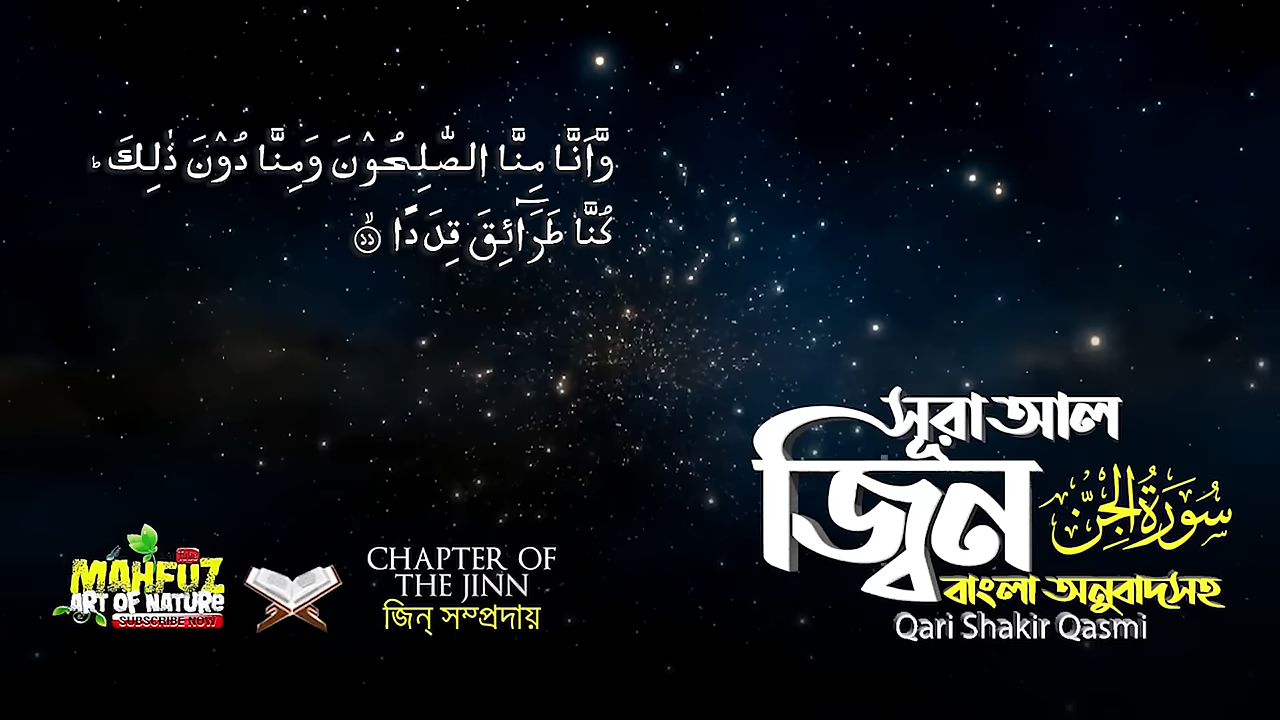 وَّاَنَّا مِنَّا الصّٰلِحُوْنَ وَمِنَّا دُوْنَ ذٰلِكَ ؕ
كُنَّا طَرَآئِقَ قِدَدًا ۙ﴿۱۱﴾
সূরা আল
জ্বিন
سُوْرَةُ الْجِنِّ
বাংলা অনুবাদসহ
Qari Shakir Qasmi
MAHFUZ
ART OF NATURE
SUBSCRIBE NOW
CHAPTER OF
THE JINN
জিন্ সম্প্রদায়